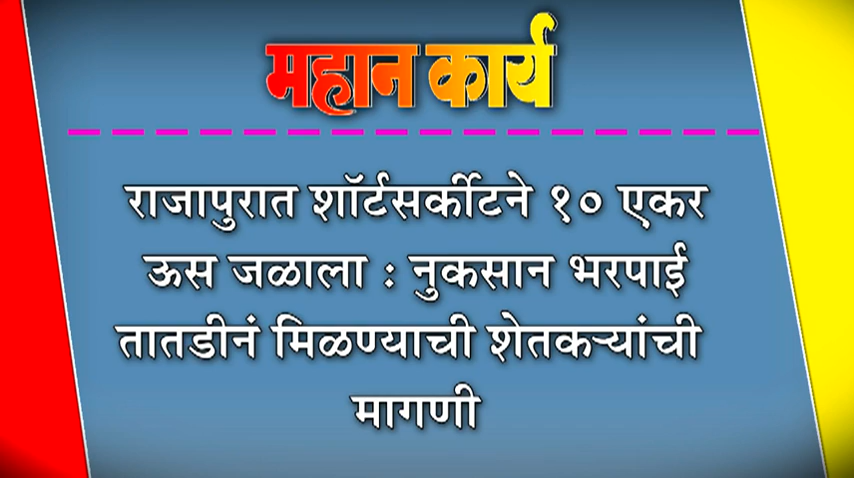 महान कार्य
राजापुरात शॉर्टसर्कीटने १० एकर
ऊस जळाला : नुकसान भरपाई
तातडीनं मिळण्याची शेतकऱ्यांची
मागणी